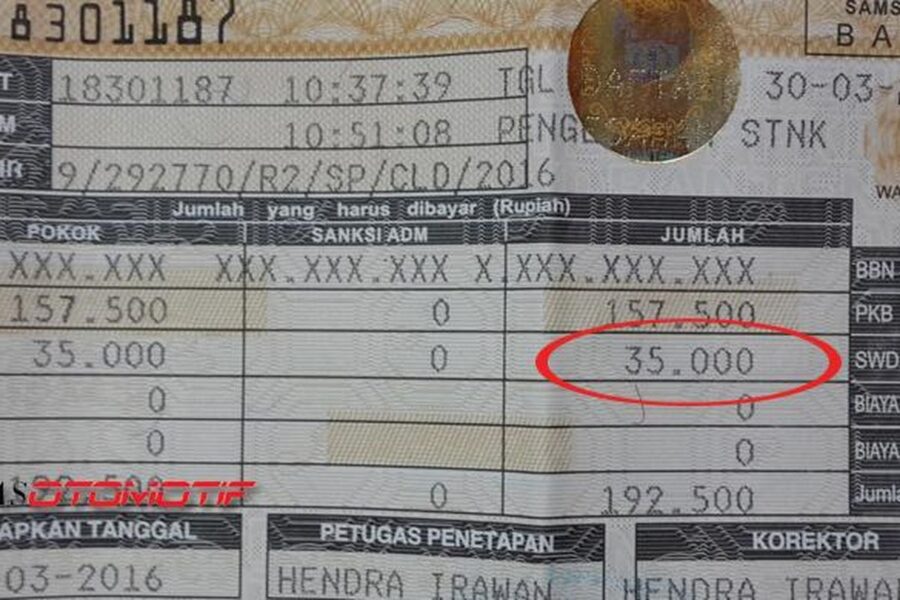 8301187
SAMS
BA
18301187 10:37:39 TGL DAFTAR 30-03-
10:51:08 STNK
9/292770/R2/SP/CLD/2016
Jumlah yang harus dibayar (Rupiah)
POKOK SANKSI ADM JUMLAH
XXX.XXX XXX.XXX.XXX X.XXX.XXX.XXX BBN
157.500 0 157.500 PKB
35.000 0 35.000 SWD
0 0 BIAYA
0 0 BIAYA
192.500 0 192.500 Jumla
OTOMOTIF
APKAN TANGGAL PETUGAS PENETAPAN KOREKTOR
03-2016 HENDRA IRAWAN HENDRA IRAWAN